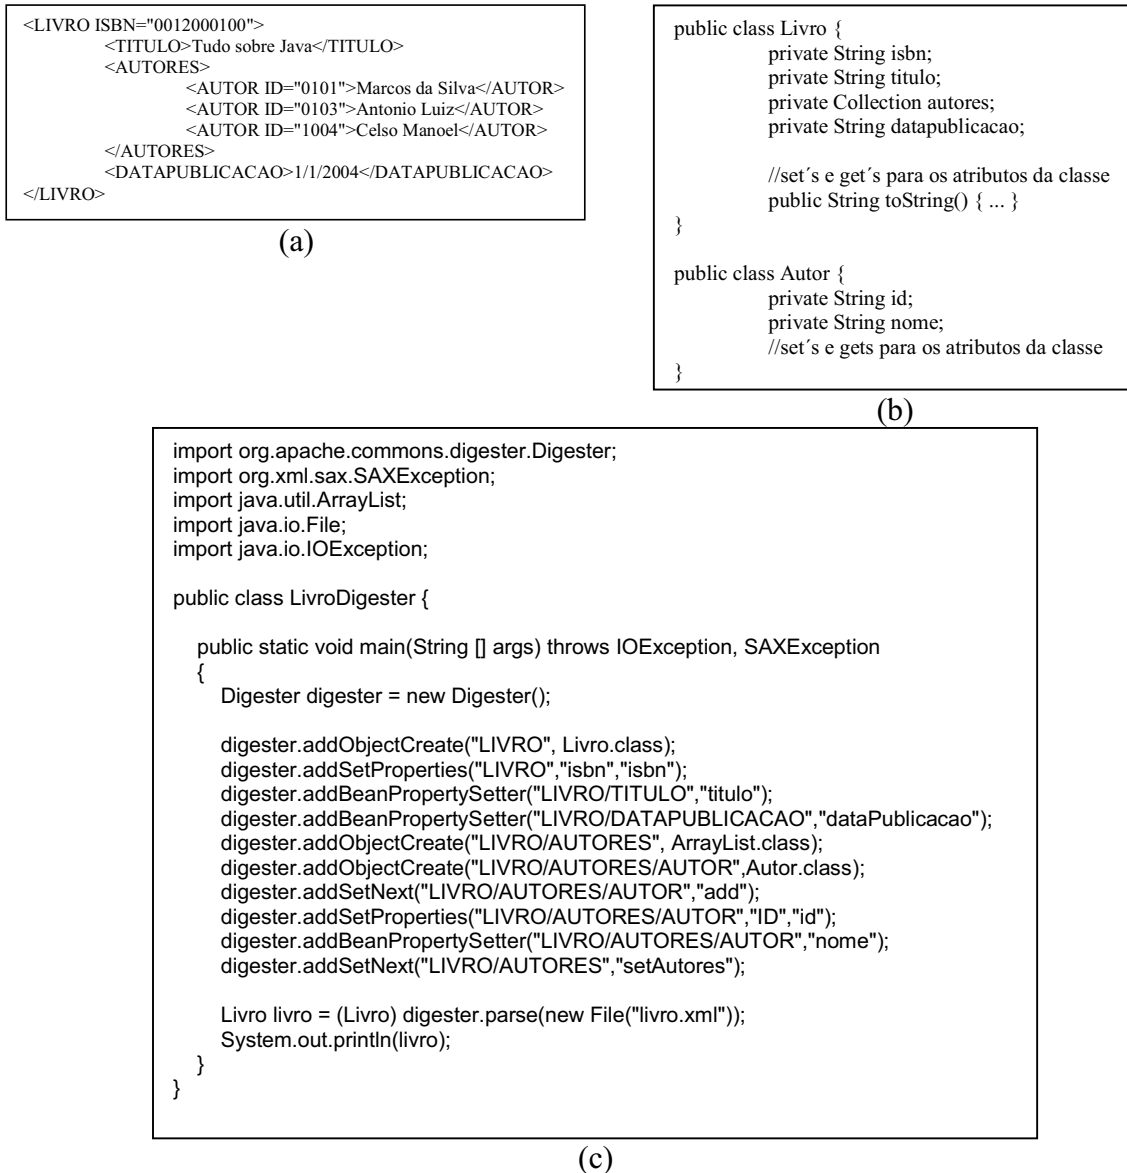 <LIVRO ISBN="0012000100">
<TITULO>Tudo sobre Java</TITULO>
<AUTORES>
<AUTOR ID="0101">Marcos da Silva</AUTOR>
<AUTOR ID="0103">Antonio Luiz</AUTOR>
<AUTOR ID="1004">Celso Manoel</AUTOR>
</AUTORES>
<DATAPUBLICACAO>1/1/2004</DATAPUBLICACAO>
</LIVRO>
(a)
public class Livro {
private String isbn;
private String titulo;
private Collection autores;
private String datapublicacao;
//set´s e get´s para os atributos da classe
public String toString() { ... }
}
public class Autor {
private String id;
private String nome;
//set´s e gets para os atributos da classe
}
(b)
import org.apache.commons.digester.Digester;
import org.xml.sax.SAXException;
import java.util.ArrayList;
import java.io.File;
import java.io.IOException;
public class LivroDigester {
public static void main(String [] args) throws IOException, SAXException
{
Digester digester = new Digester();
digester.addObjectCreate("LIVRO", Livro.class);
digester.addSetProperties("LIVRO","isbn","isbn");
digester.addBeanPropertySetter("LIVRO/TITULO","titulo");
digester.addBeanPropertySetter("LIVRO/DATAPUBLICACAO","dataPublicacao");
digester.addObjectCreate("LIVRO/AUTORES", ArrayList.class);
digester.addObjectCreate("LIVRO/AUTORES/AUTOR",Autor.class);
digester.addSetNext("LIVRO/AUTORES/AUTOR","add");
digester.addSetProperties("LIVRO/AUTORES/AUTOR","ID","id");
digester.addBeanPropertySetter("LIVRO/AUTORES/AUTOR","nome");
digester.addSetNext("LIVRO/AUTORES","setAutores");
Livro livro = (Livro) digester.parse(new File("livro.xml"));
System.out.println(livro);
}
}
(c)